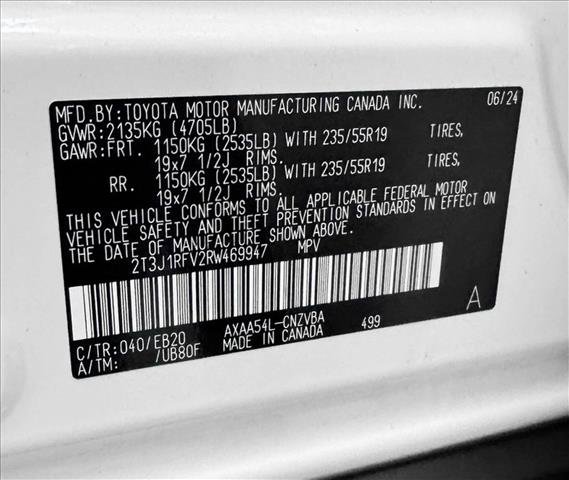 MFD.BY:TOYOTA MOTOR MANUFACTURING CANADA INC. 06/24
GVWR:2135KG (4705LB)
GAWR:FRT. 1150KG (2535LB) WITH 235/55R19 TIRES,
19x7 1/2J RIMS.
RR. 1150KG (2535LB) WITH 235/55R19 TIRES,
19x7 1/2J RIMS.
THIS VEHICLE CONFORMS TO ALL APPLICABLE FEDERAL MOTOR
VEHICLE SAFETY AND THEFT PREVENTION STANDARDS IN EFFECT ON
THE DATE OF MANUFACTURE SHOWN ABOVE.
2T3J1RFV2RW469947 MPV
C/TR:040/EB20 AXAA54L-CNZVBA 499 A
A/TM: /UB80F MADE IN CANADA